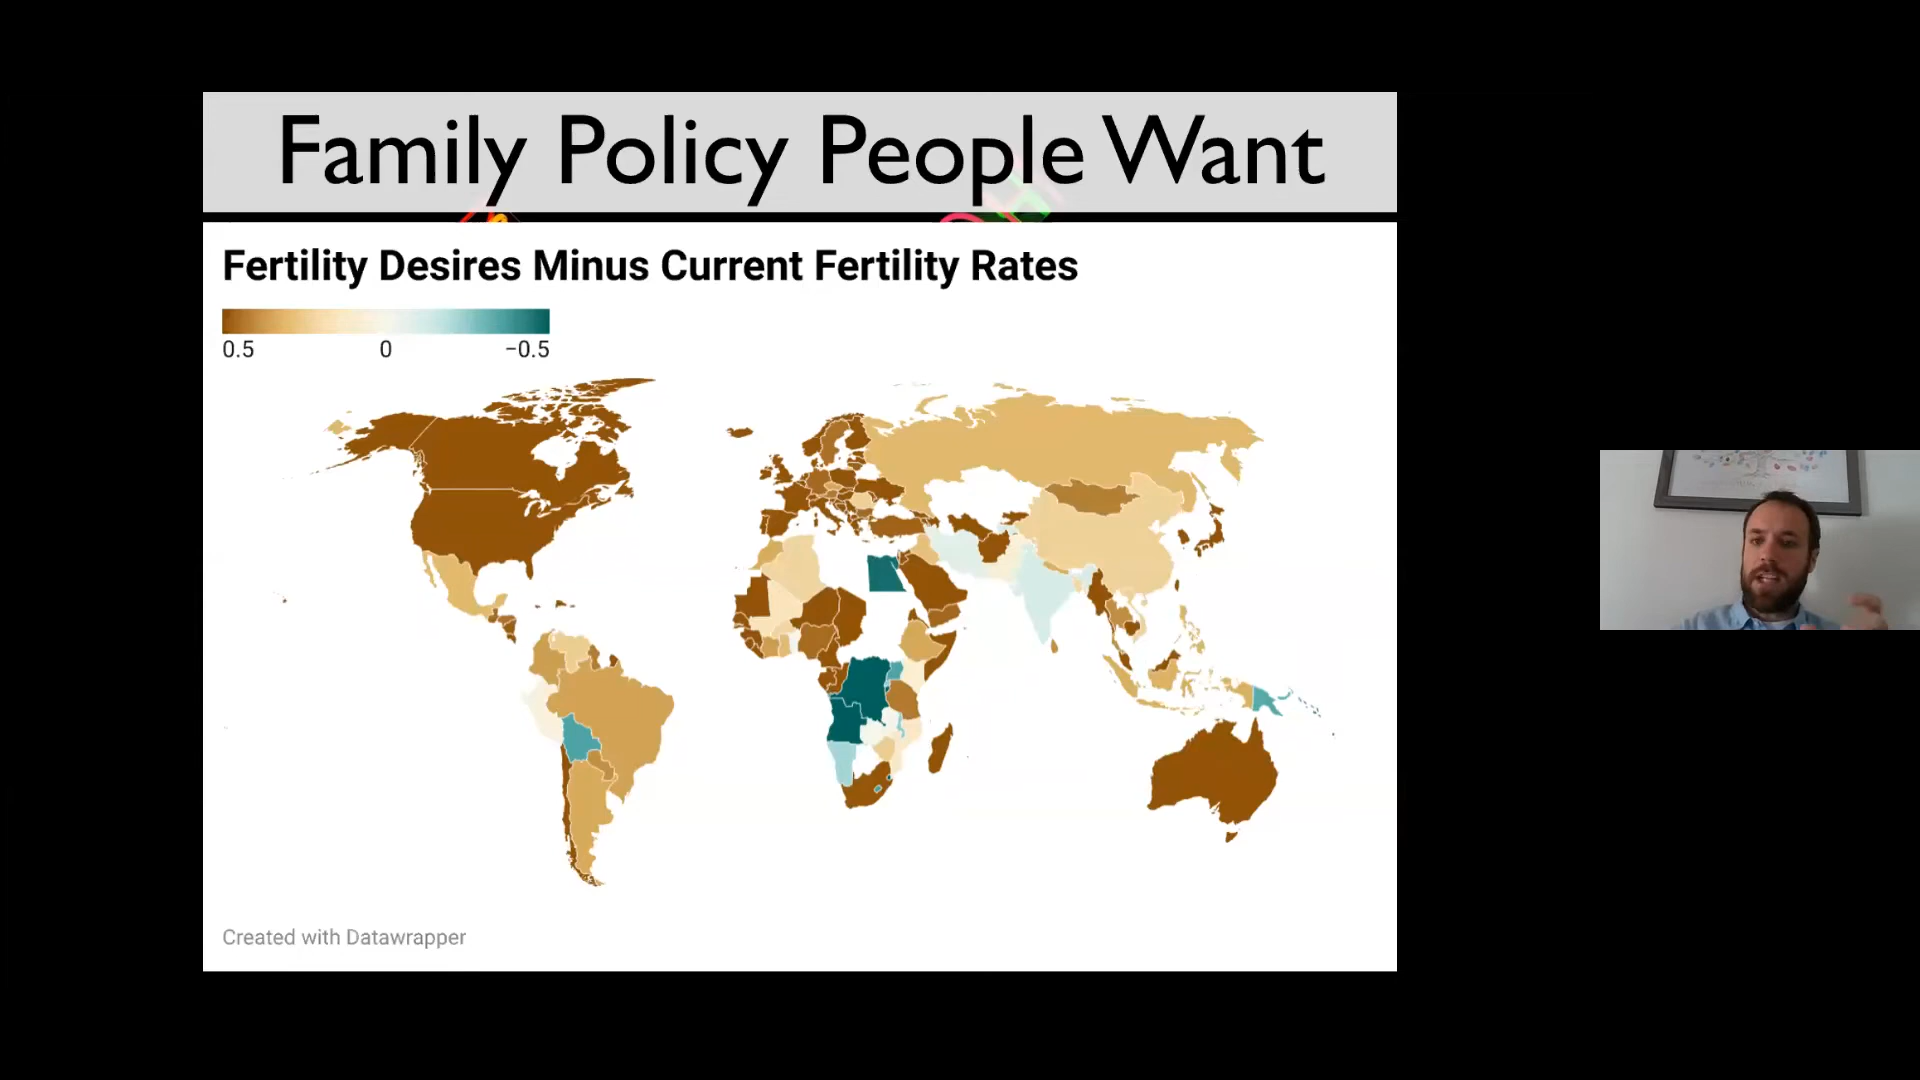 Family Policy People Want
Fertility Desires Minus Current Fertility Rates
0.5 0 −0.5
Created with Datawrapper